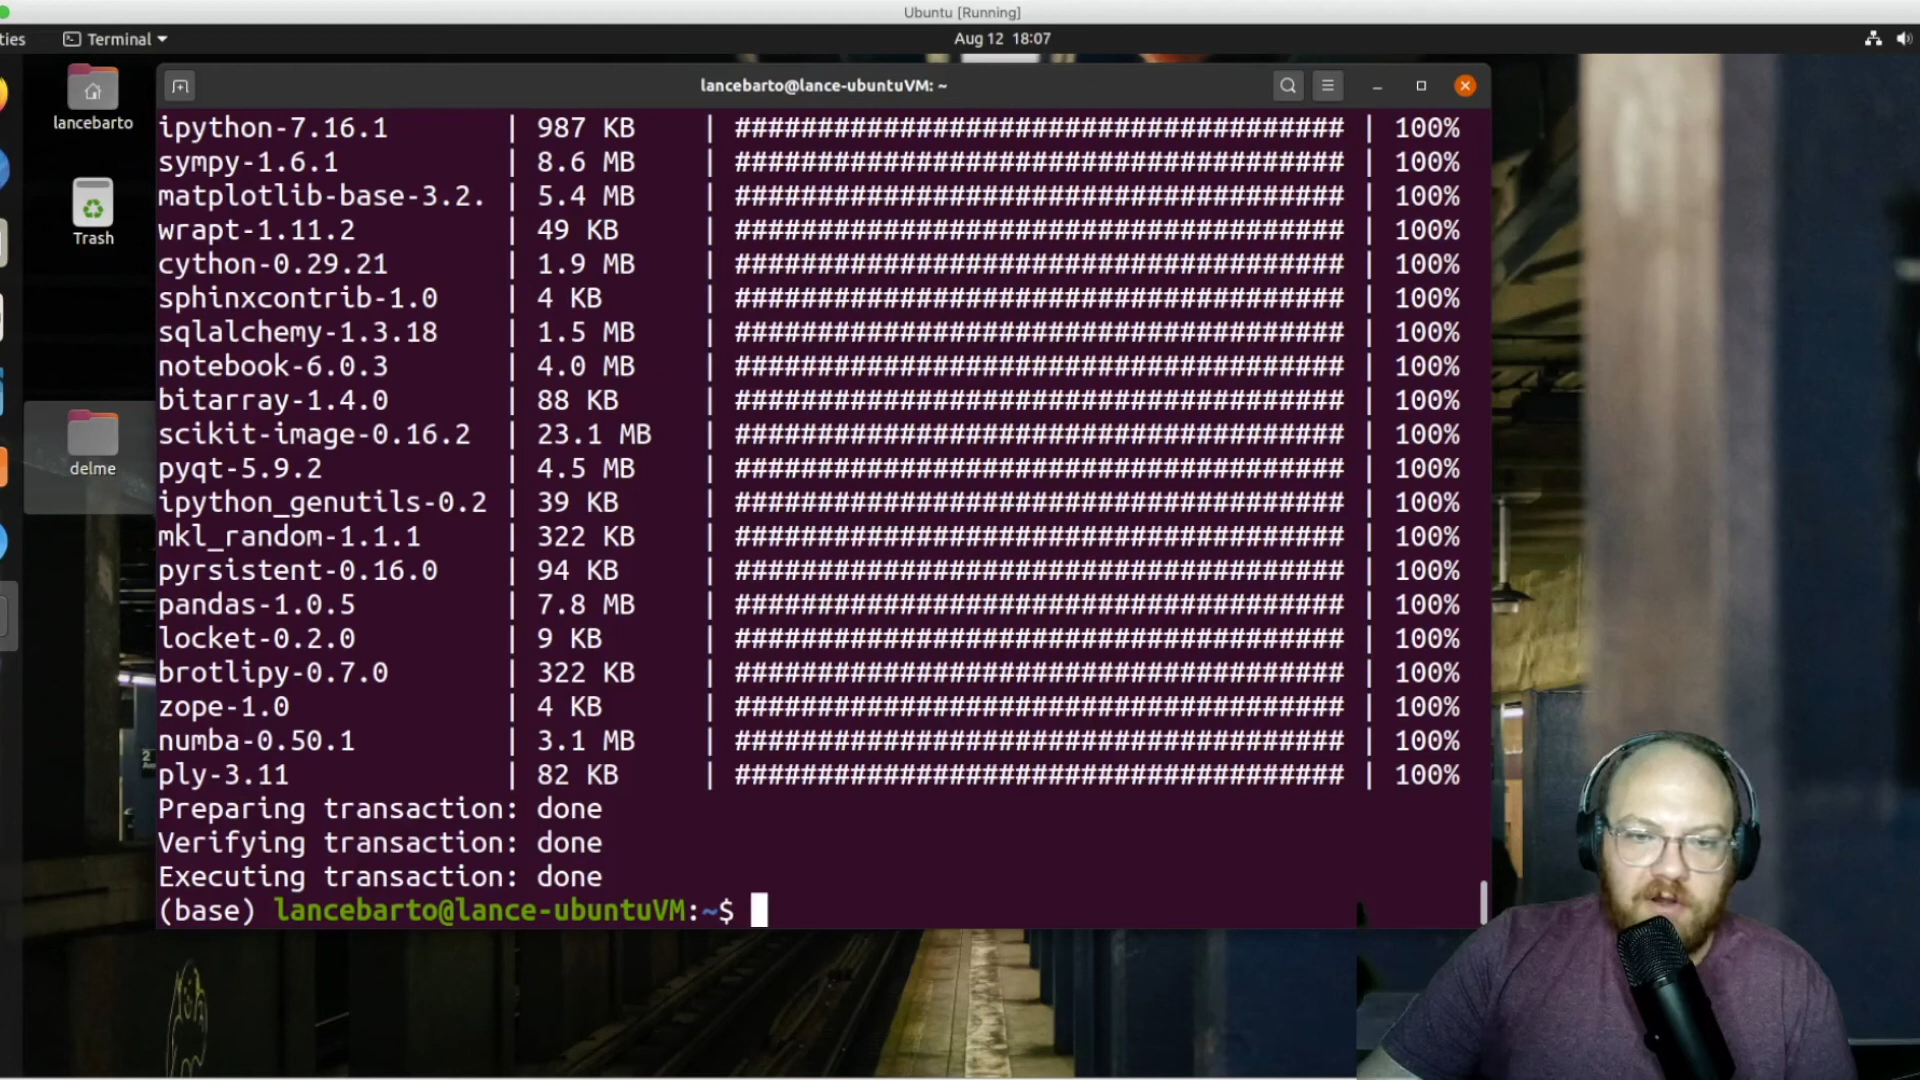 Ubuntu [Running]
ties
Terminal
Aug 12 18:07
lancebarto
Trash
delme
lancebarto@lance-ubuntuVM: ~
ipython-7.16.1 | 987 KB | ##################################### | 100%
sympy-1.6.1 | 8.6 MB | ##################################### | 100%
matplotlib-base-3.2. | 5.4 MB | ##################################### | 100%
wrapt-1.11.2 | 49 KB | ##################################### | 100%
cython-0.29.21 | 1.9 MB | ##################################### | 100%
sphinxcontrib-1.0 | 4 KB | ##################################### | 100%
sqlalchemy-1.3.18 | 1.5 MB | ##################################### | 100%
notebook-6.0.3 | 4.0 MB | ##################################### | 100%
bitarray-1.4.0 | 88 KB | ##################################### | 100%
scikit-image-0.16.2 | 23.1 MB | ##################################### | 100%
pyqt-5.9.2 | 4.5 MB | ##################################### | 100%
ipython_genutils-0.2 | 39 KB | ##################################### | 100%
mkl_random-1.1.1 | 322 KB | ##################################### | 100%
pyrsistent-0.16.0 | 94 KB | ##################################### | 100%
pandas-1.0.5 | 7.8 MB | ##################################### | 100%
locket-0.2.0 | 9 KB | ##################################### | 100%
brotlipy-0.7.0 | 322 KB | ##################################### | 100%
zope-1.0 | 4 KB | ##################################### | 100%
numba-0.50.1 | 3.1 MB | ##################################### | 100%
ply-3.11 | 82 KB | ##################################### | 100%
Preparing transaction: done
Verifying transaction: done
Executing transaction: done
(base) lancebarto@lance-ubuntuVM:~$